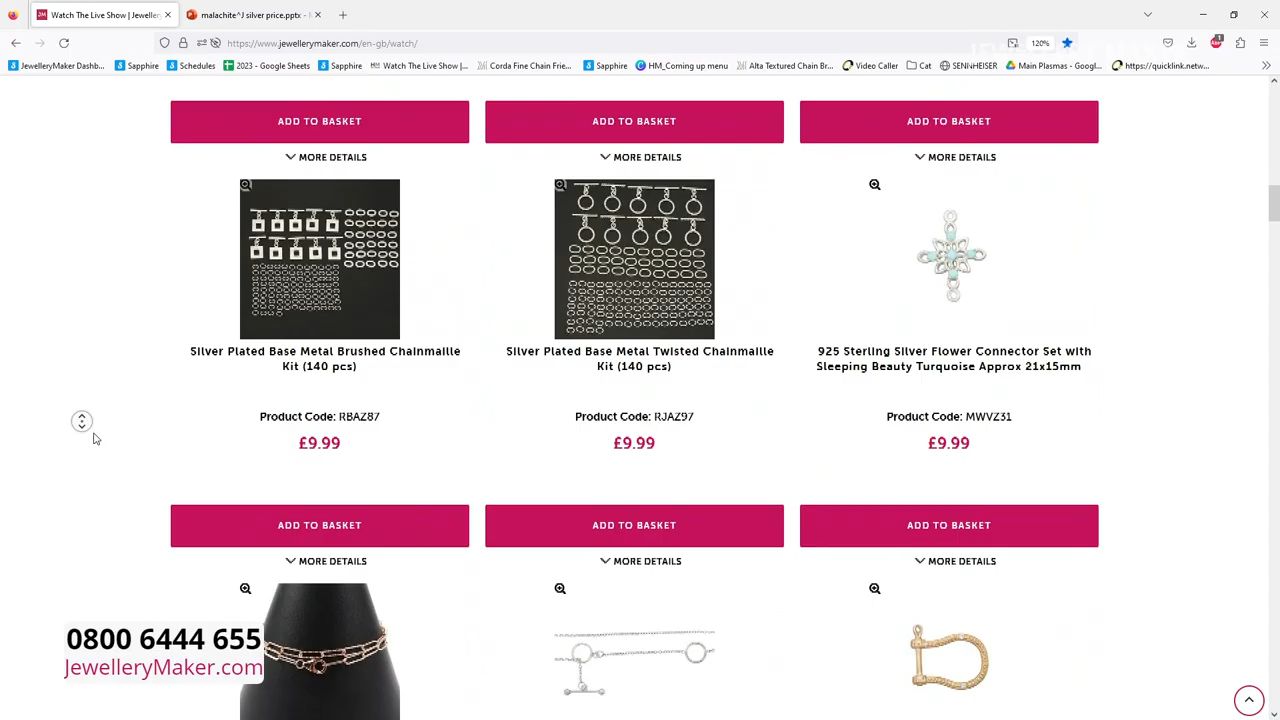 Watch The Live Show | Jeweller
malachite^J silver price.pptx -
https://www.jewellerymaker.com/en-gb/watch/
120%
JewelleryMaker Dashb...
Sapphire
Schedules
2023 - Google Sheets
Sapphire
Watch The Live Show |...
Corda Fine Chain Frie...
Sapphire
HM_Coming up menu
Alta Textured Chain Br...
Video Caller
Cat
SENNHEISER
Main Plasmas - Googl...
https://quicklink.netw...
ADD TO BASKET
ADD TO BASKET
ADD TO BASKET
MORE DETAILS
MORE DETAILS
MORE DETAILS
Silver Plated Base Metal Brushed Chainmaille
Kit (140 pcs)
Silver Plated Base Metal Twisted Chainmaille
Kit (140 pcs)
925 Sterling Silver Flower Connector Set with
Sleeping Beauty Turquoise Approx 21x15mm
Product Code: RBAZ87
Product Code: RJAZ97
Product Code: MWVZ31
£9.99
£9.99
£9.99
ADD TO BASKET
ADD TO BASKET
ADD TO BASKET
MORE DETAILS
MORE DETAILS
MORE DETAILS
0800 6444 655
JewelleryMaker.com